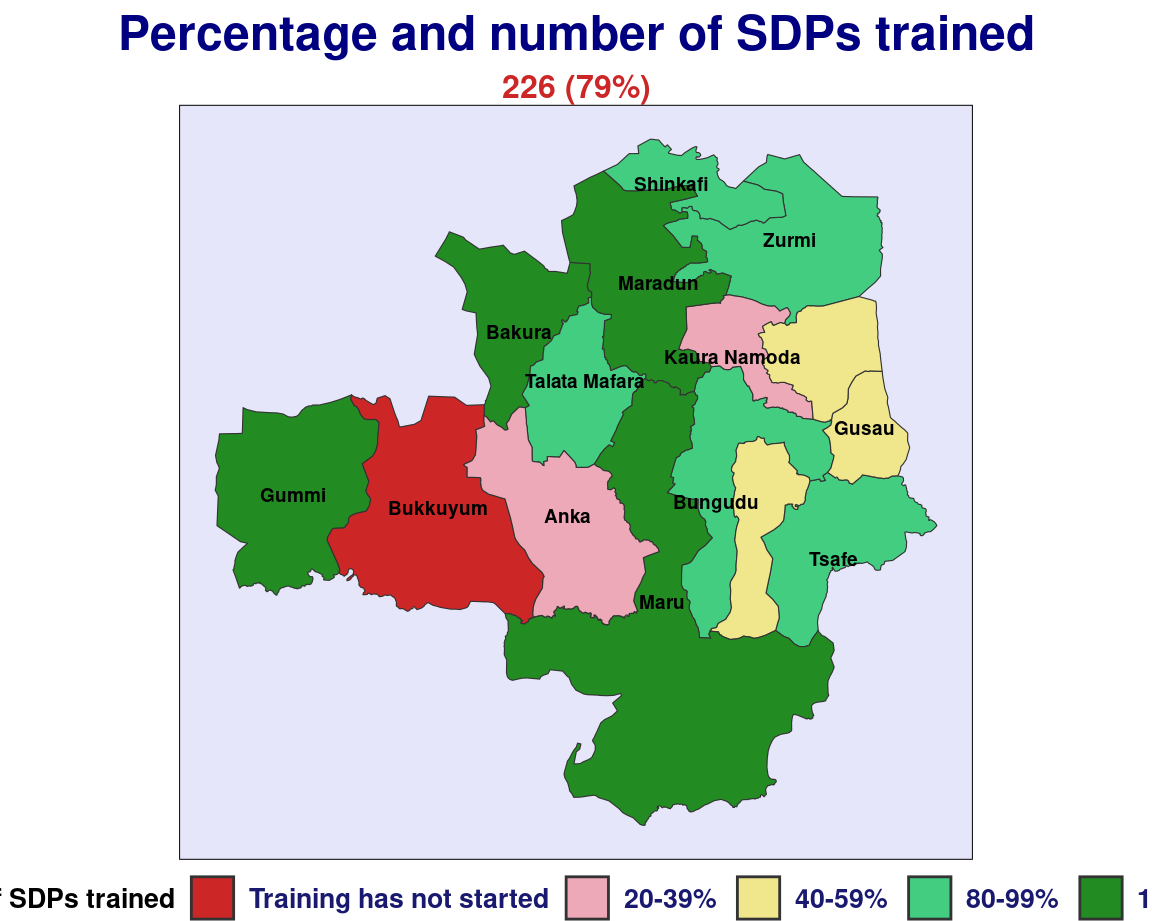 Percentage and number of SDPs trained
226 (79%)
Shinkafi
Zurmi
Maradun
Bakura
Kaura Namoda
Talata Mafara
Gusau
Gummi
Bukkuyum
Anka
Bungudu
Tsafe
Maru
SDPs trained Training has not started 20-39% 40-59% 80-99% 1